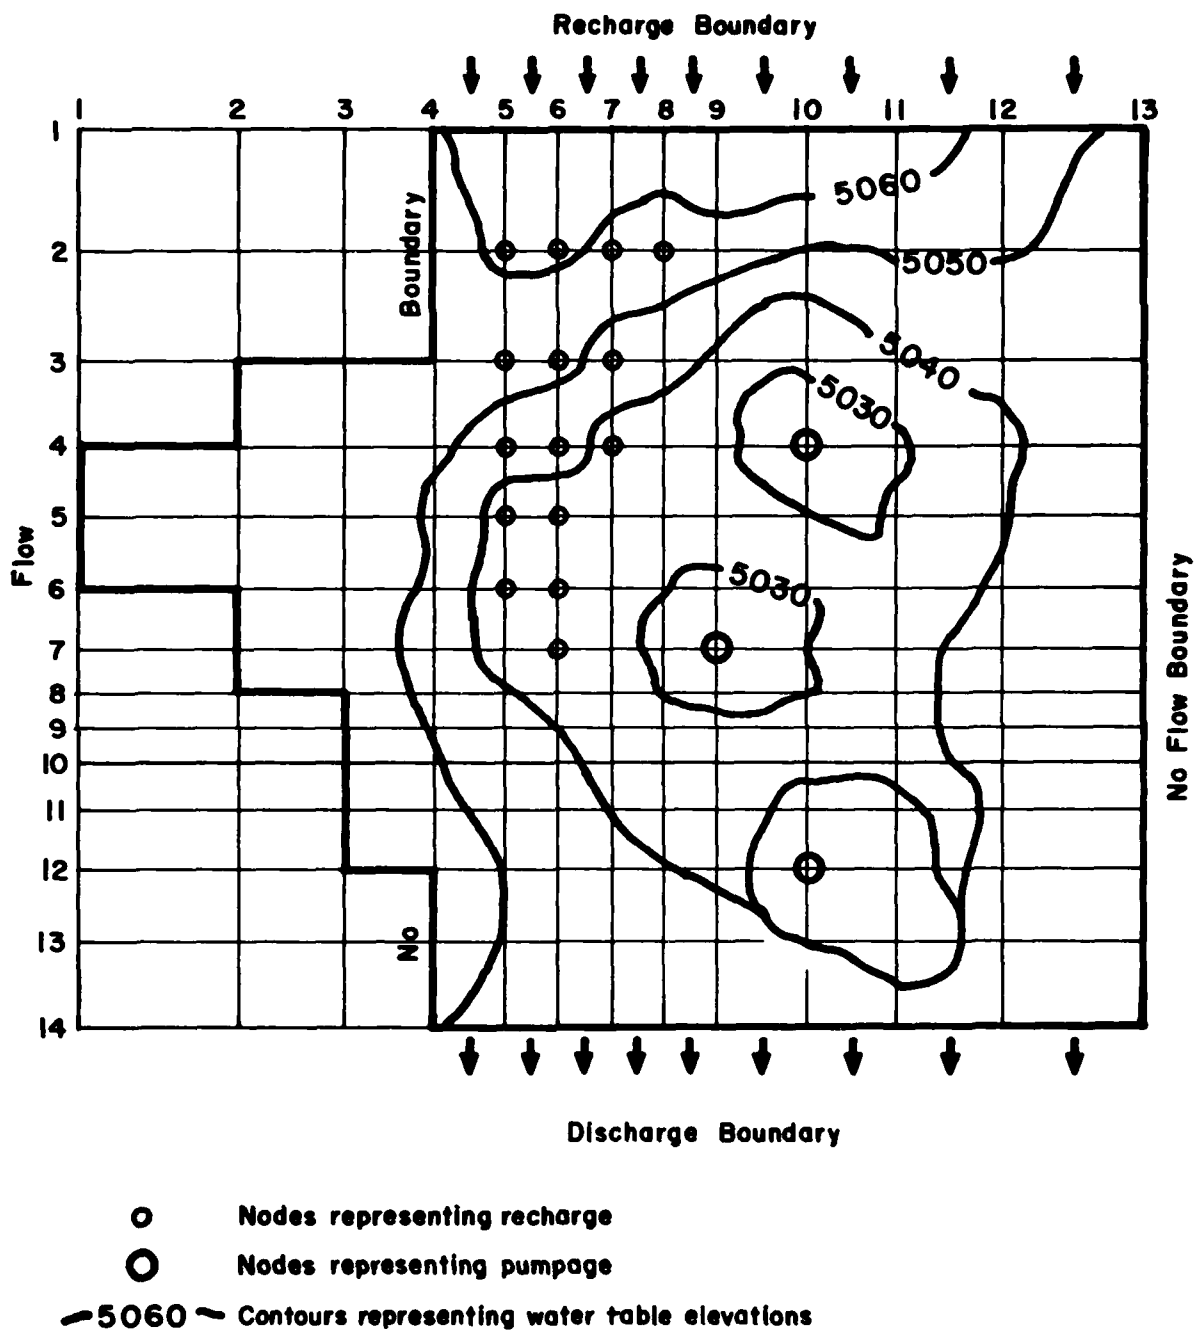 Recharge Boundary
1 2 3 4 5 6 7 8 9 10 11 12 13
1
5060
Boundary
2
5050
3
5040
5030
4
5
Flow
6
5030
No Flow Boundary
7
8
9
10
11
12
No
13
14
Discharge Boundary
Nodes representing recharge
Nodes representing pumpage
5060 Contours representing water table elevations